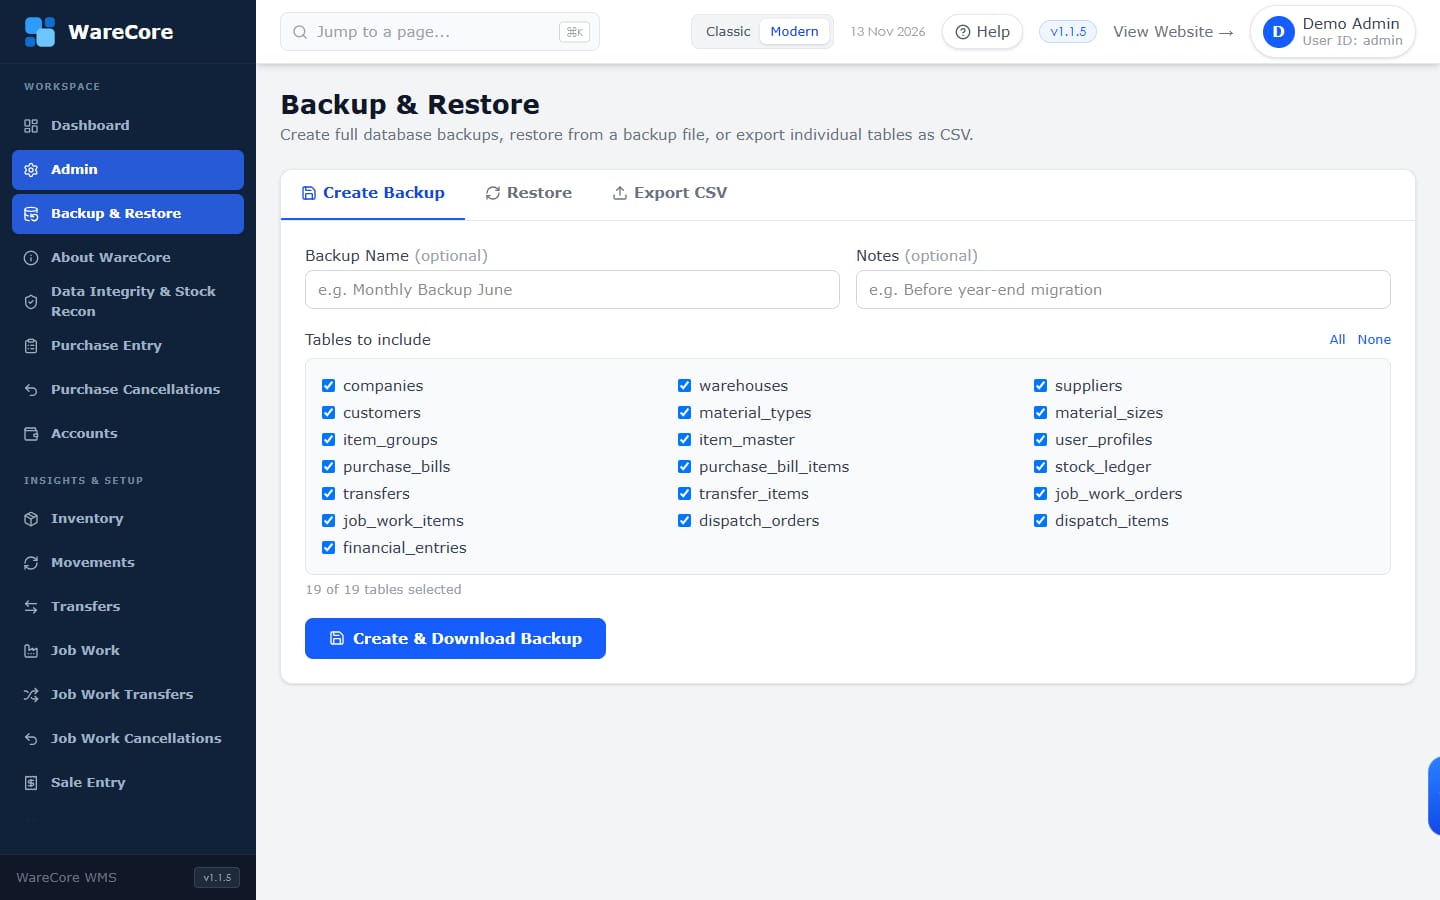 WareCore
WORKSPACE
Dashboard
Admin
Backup & Restore
About WareCore
Data Integrity & Stock
Recon
Purchase Entry
Purchase Cancellations
Accounts
INSIGHTS & SETUP
Inventory
Movements
Transfers
Job Work
Job Work Transfers
Job Work Cancellations
Sale Entry
WareCore WMS v1.1.5
Jump to a page... ⌘K
Classic Modern 13 Nov 2026 Help v1.1.5 View Website → D Demo Admin
User ID: admin
Backup & Restore
Create full database backups, restore from a backup file, or export individual tables as CSV.
Create Backup Restore Export CSV
Backup Name (optional) Notes (optional)
e.g. Monthly Backup June e.g. Before year-end migration
Tables to include All None
companies warehouses suppliers
customers material_types material_sizes
item_groups item_master user_profiles
purchase_bills purchase_bill_items stock_ledger
transfers transfer_items job_work_orders
job_work_items dispatch_orders dispatch_items
financial_entries
19 of 19 tables selected
Create & Download Backup